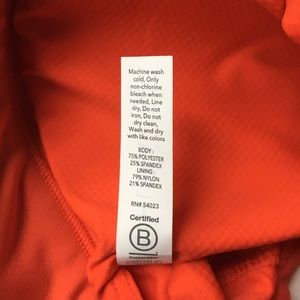 Machine wash
cold, Only
non-chlorine
bleach when
needed, Line
dry, Do not
iron, Do not
dry clean,
Wash and dry
with like colors
BODY:
75% POLYESTER
25% SPANDEX
LINING:
79% NYLON
21% SPANDEX
RN# 54023
Certified
B
Corporation